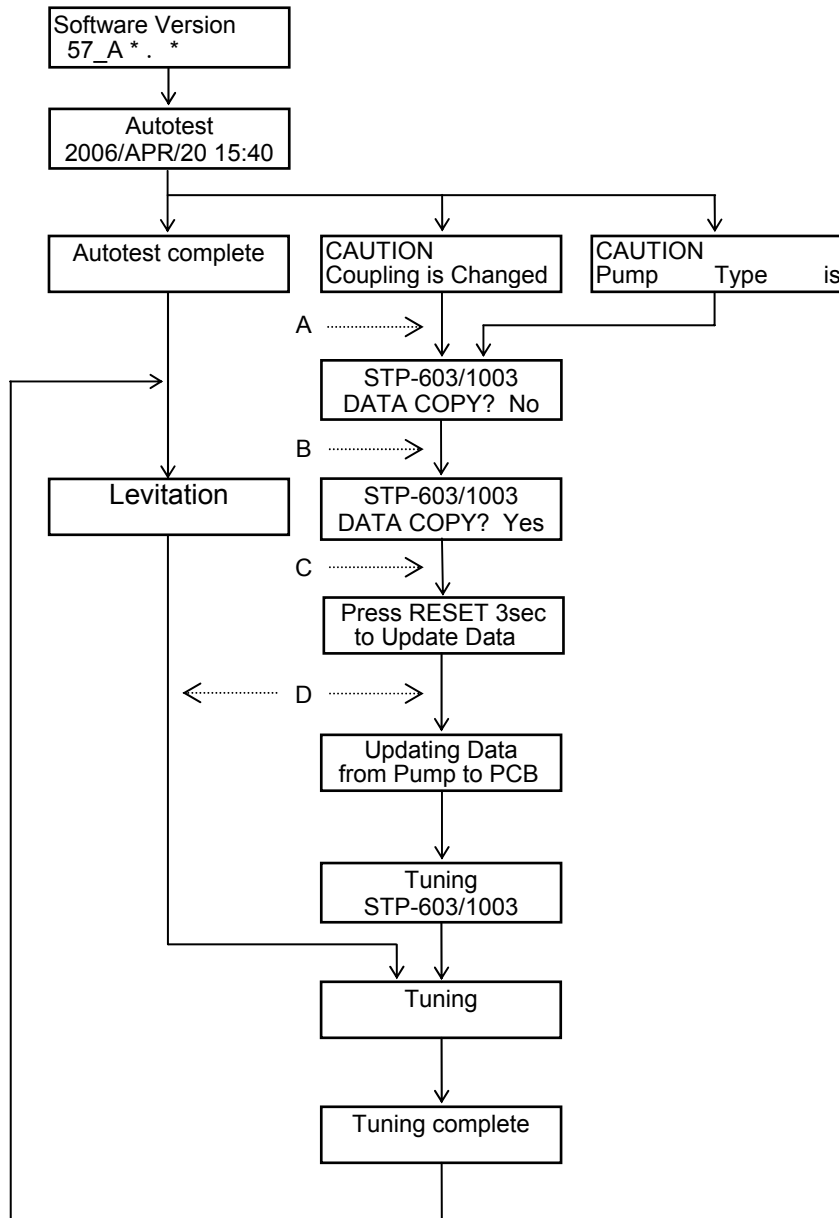 Software Version
57_A * . *
Autotest
2006/APR/20 15:40
Autotest complete
CAUTION
Coupling is Changed
CAUTION
Pump Type is
A
STP-603/1003
DATA COPY? No
B
Levitation
STP-603/1003
DATA COPY? Yes
C
Press RESET 3sec
to Update Data
D
Updating Data
from Pump to PCB
Tuning
STP-603/1003
Tuning
Tuning complete